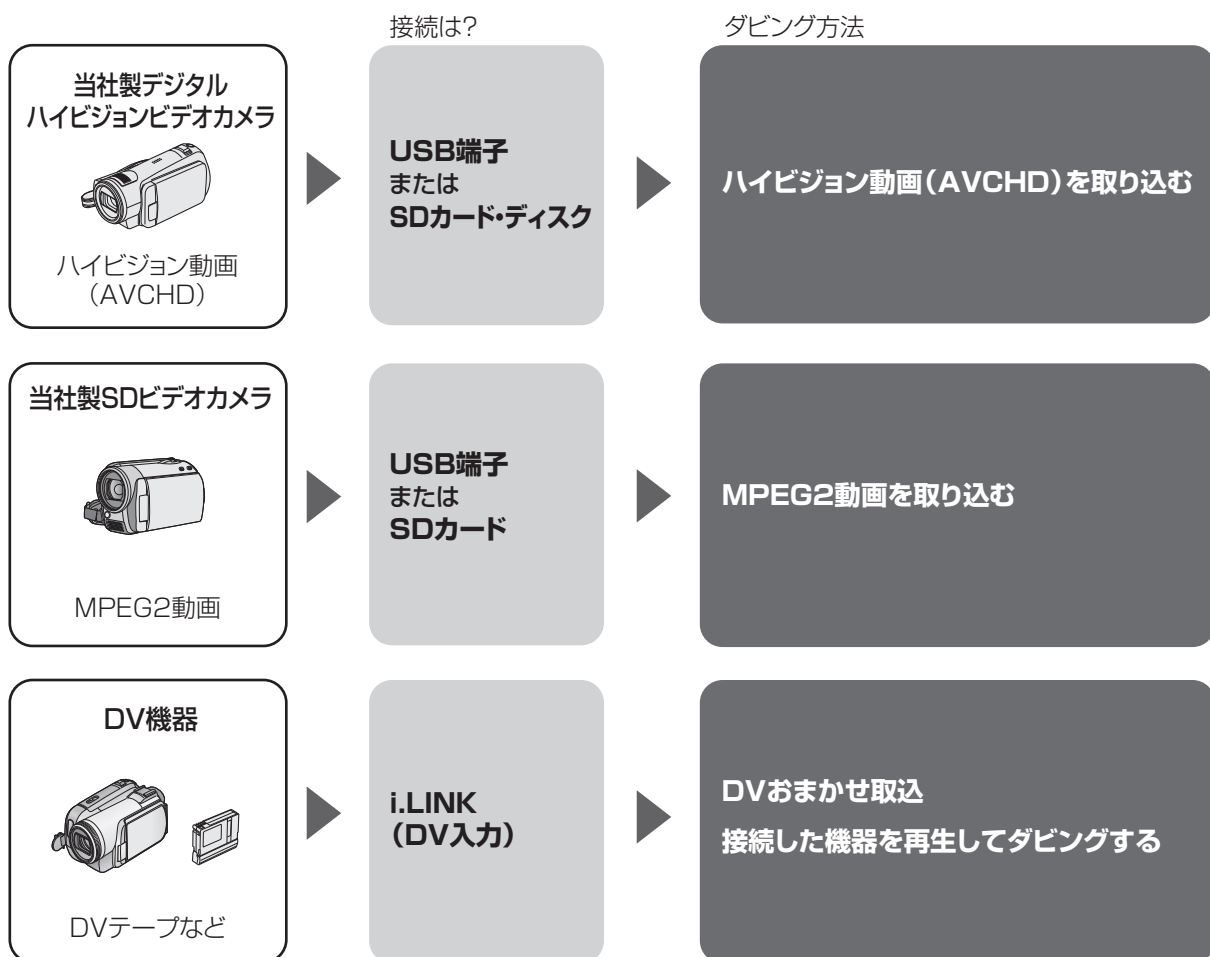 接続は?
ダビング方法
当社製デジタル
ハイビジョンビデオカメラ
ハイビジョン動画
(AVCHD)
USB端子
または
SDカード・ディスク
ハイビジョン動画(AVCHD)を取り込む
当社製SDビデオカメラ
MPEG2動画
USB端子
または
SDカード
MPEG2動画を取り込む
DV機器
DVテープなど
i.LINK
(DV入力)
DVおまかせ取込
接続した機器を再生してダビングする